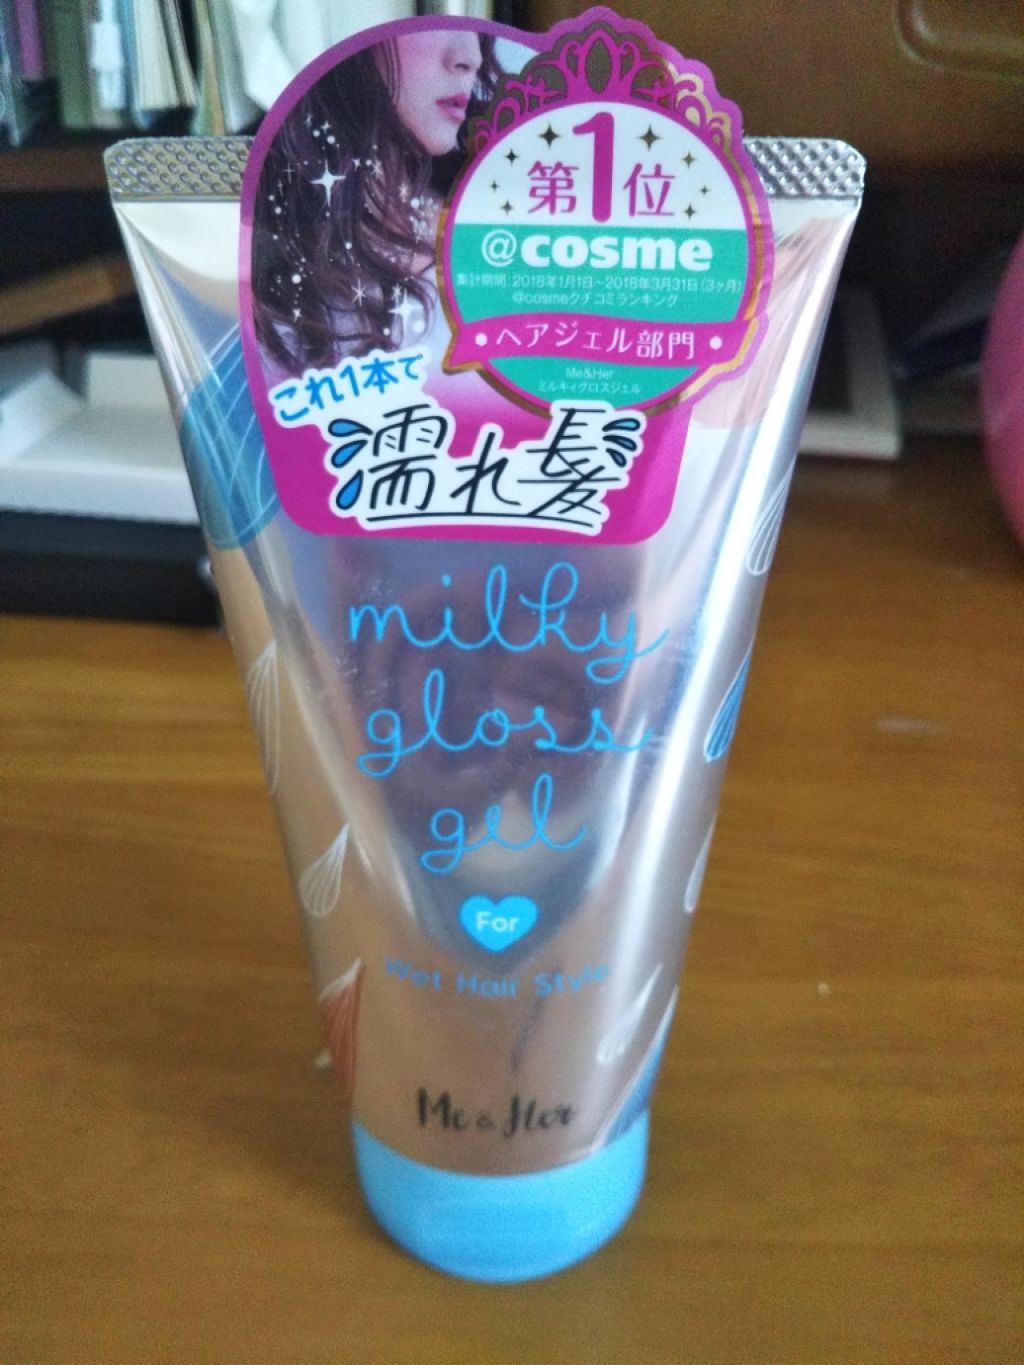 第1位
@cosme
集計期間:2018年1月1日~2018年3月31日(3ヶ月)
@cosmeクチコミランキング
・ヘアジェル部門・
Me&Her
ミルキィグロスジェル
これ1本で
濡れ髪
milky
gloss
gel
For
Wet Hair Style
Me & Her